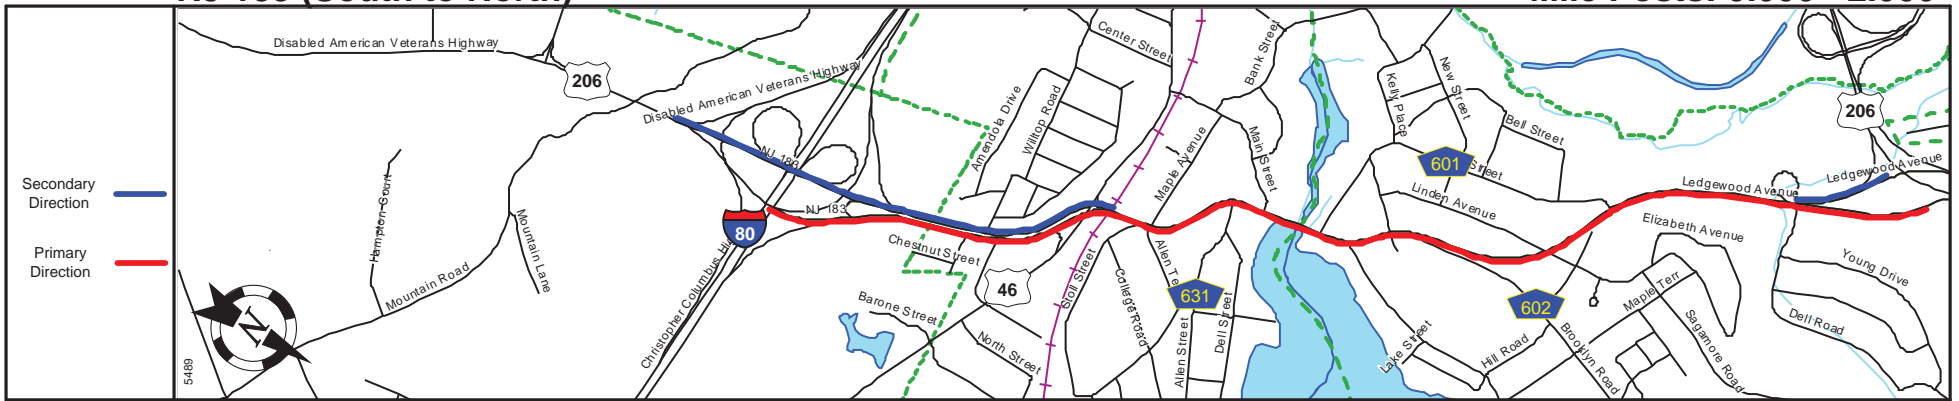 Secondary
Direction
Primary
Direction
Disabled American Veterans Highway
206
Disabled American Veterans Highway
NJ 183
NJ 183
80
Hampton Court
Mountain Lane
Mountain Road
5489
N
Christopher Columbus Hi
Chestnut Street
Barone Street
North Street
46
Amendola Drive
Willtop Road
Center Street
Bank Street
Maple Avenue
Main Street
Stoll Street
College Road
Allen Te
631
Allen Street
Dell Street
Kelly Place
New Street
Bell Street
601
Street
Linden Avenue
602
Lake Street
Hill Road
Brooklyn Road
Maple Terr
Sagamore Road
Elizabeth Avenue
Ledgewood Avenue
Ledgewood Avenue
206
Young Drive
Dell Road